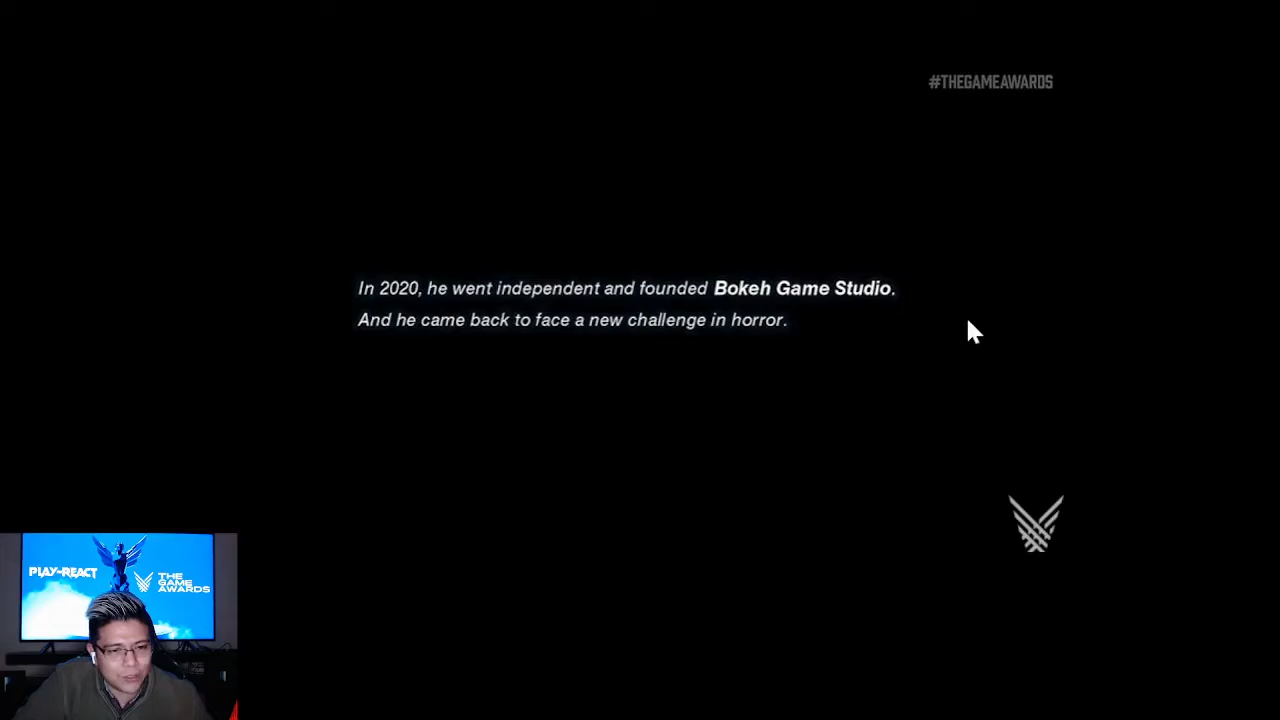 #THEGAMEAWARDS
In 2020, he went independent and founded Bokeh Game Studio.
And he came back to face a new challenge in horror.
PLAY-REACT
THE
GAME
AWARDS